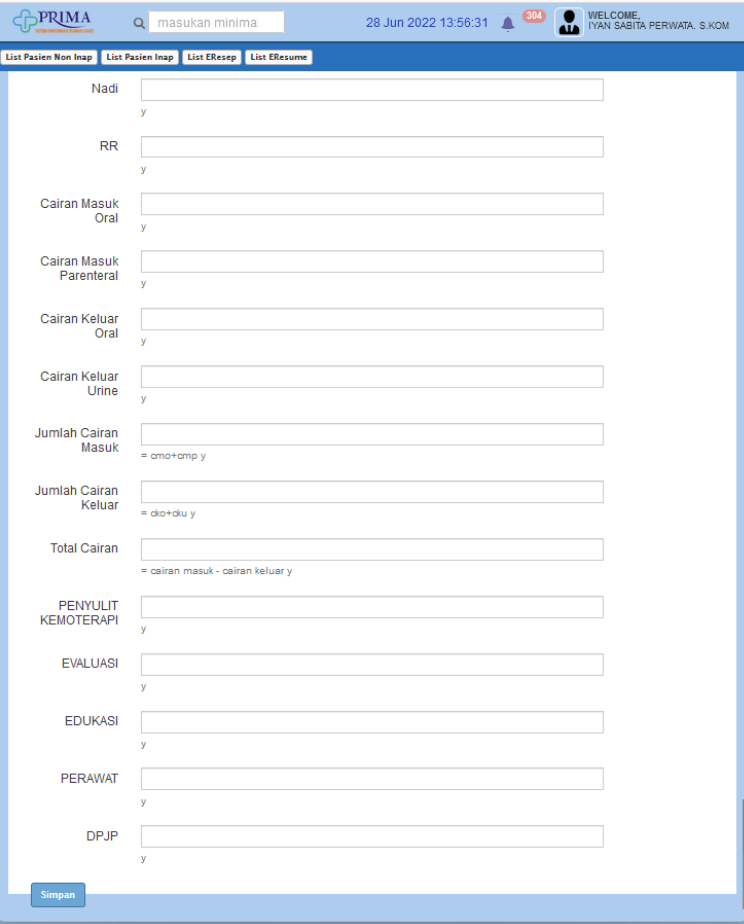 PRIMA
masukan minima
28 Jun 2022 13:56:31
304
WELCOME,
IYAN SABITA PERWATA. S.KOM
List Pasien Non Inap
List Pasien Inap
List EResep
List EResume
Nadi
y
RR
y
Cairan Masuk
Oral
y
Cairan Masuk
Parenteral
y
Cairan Keluar
Oral
y
Cairan Keluar
Urine
y
Jumlah Cairan
Masuk
= cmo+cmp y
Jumlah Cairan
Keluar
= cko+cku y
Total Cairan
= cairan masuk - cairan keluar y
PENYULIT
KEMOTERAPI
y
EVALUASI
y
EDUKASI
y
PERAWAT
y
DPJP
y
Simpan